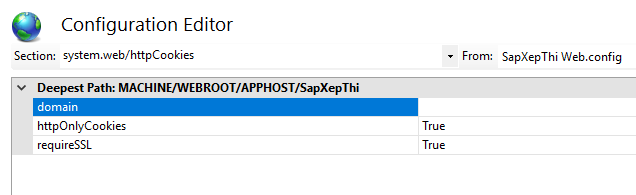 Configuration Editor
Section: system.web/httpCookies From: SapXepThi Web.config
Deepest Path: MACHINE/WEBROOT/APPHOST/SapXepThi
domain
httpOnlyCookies True
requireSSL True